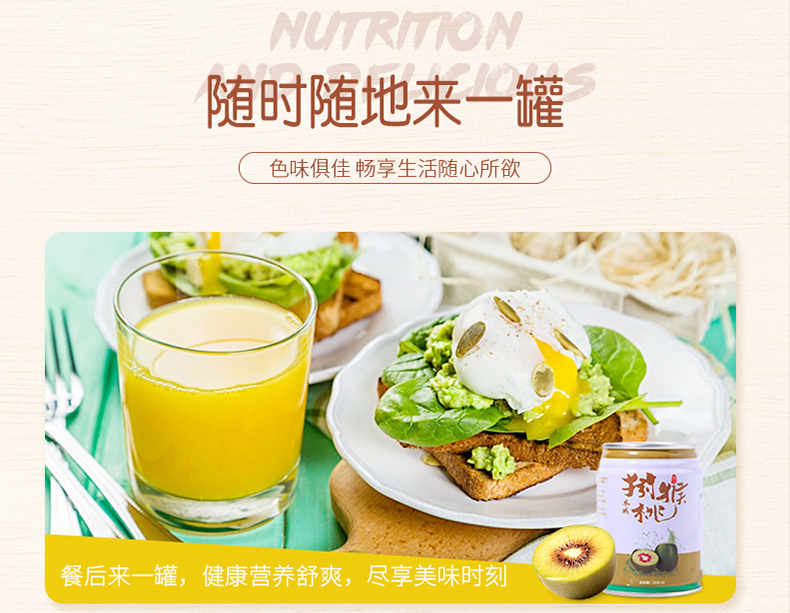 NUTRITION
AND DELICIOUS
随时随地来一罐
色味俱佳 畅享生活随心所欲
餐后来一罐，健康营养舒爽，尽享美味时刻
猕猴桃